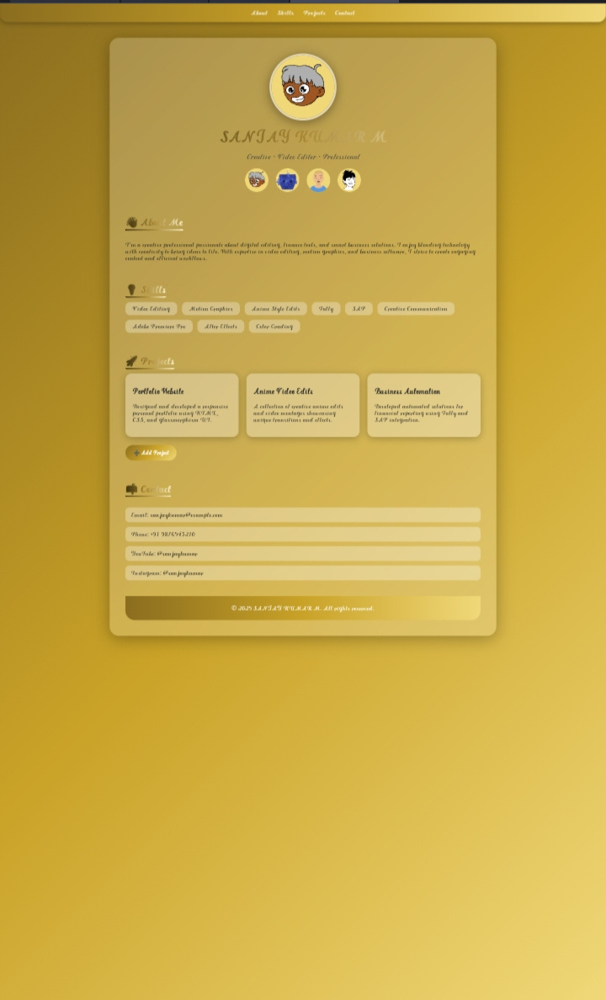 About Skills Projects Contact
SANJAY KUMAR M
Creative • Video Editor • Professional
👋 About Me
I'm a creative professional passionate about digital editing, finance tools, and smart business solutions. I enjoy blending technology
with creativity to bring ideas to life. With expertise in video editing, motion graphics, and business software, I strive to create engaging
content and efficient workflows.
💡 Skills
Video Editing Motion Graphics Anime Style Edits Tally SAP Creative Communication
Adobe Premiere Pro After Effects Color Grading
🚀 Projects
Portfolio Website
Designed and developed a responsive
personal portfolio using HTML,
CSS, and glassmorphism UI.
Anime Video Edits
A collection of creative anime edits
and video montages showcasing
unique transitions and effects.
Business Automation
Developed automated solutions for
financial reporting using Tally and
SAP integration.
➕ Add Project
📫 Contact
Email: sanjaykumar@example.com
Phone: +91 9876543210
YouTube: @sanjaykumar
Instagram: @sanjaykumar
© 2025 SANJAY KUMAR M. All rights reserved.